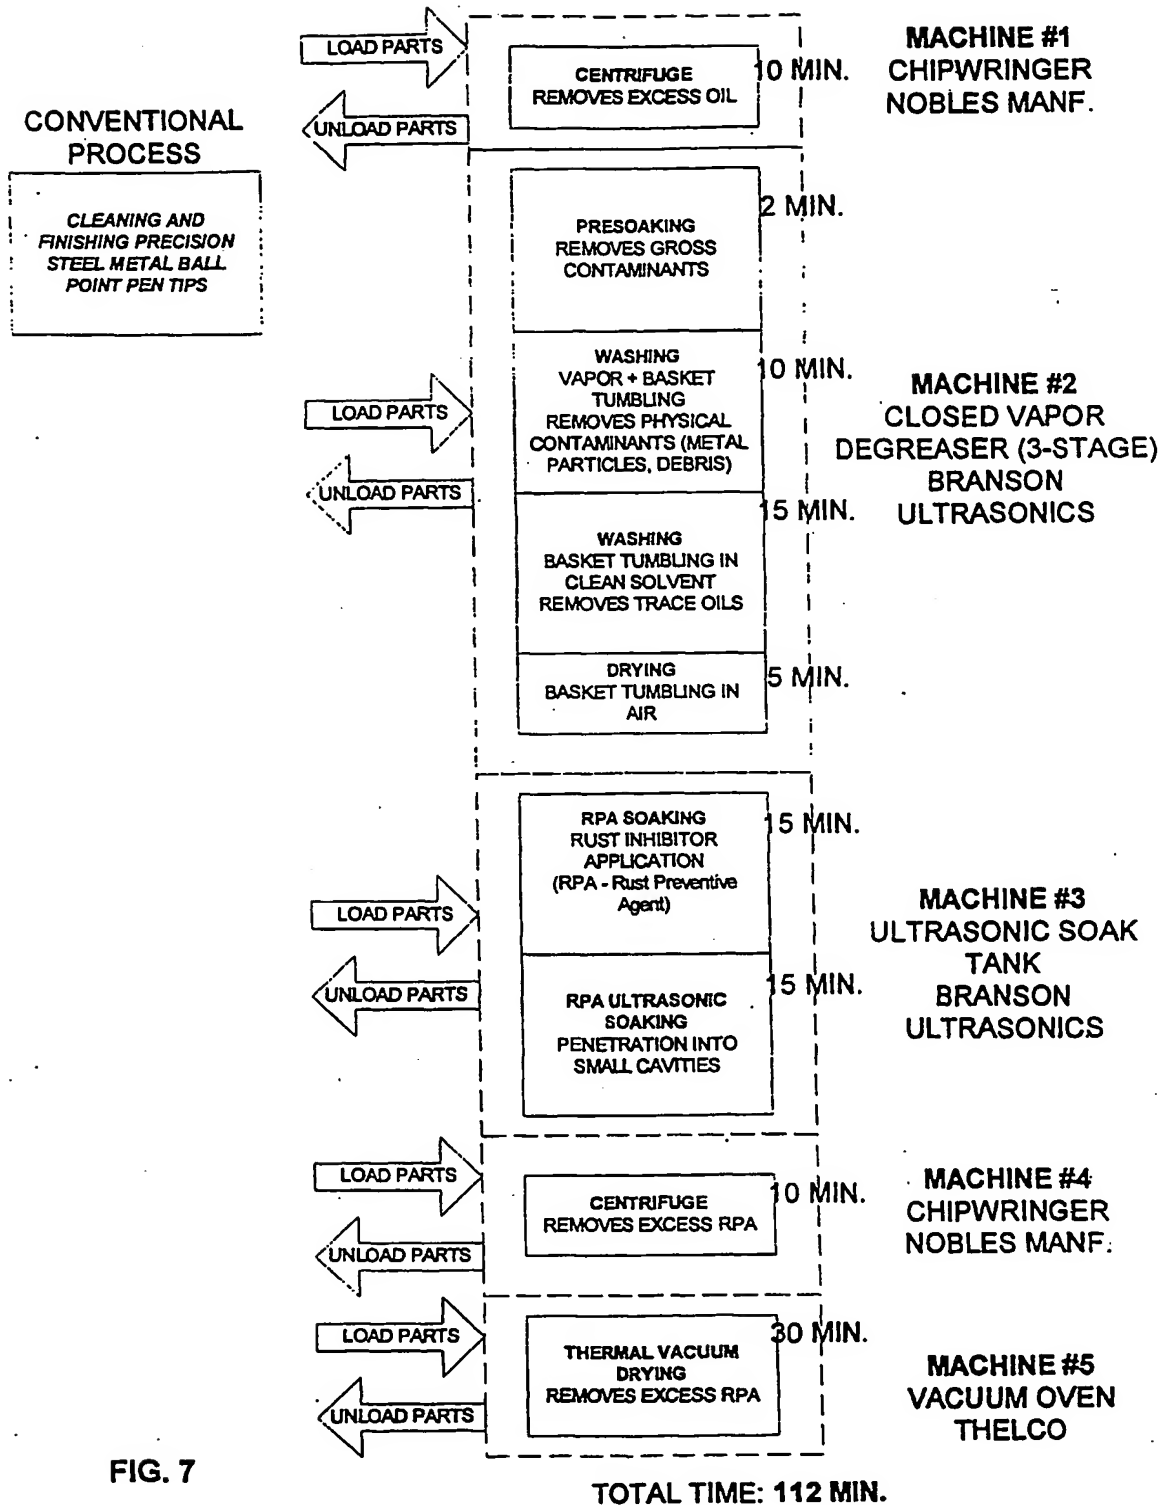 CONVENTIONAL
PROCESS
CLEANING AND
FINISHING PRECISION
STEEL METAL BALL
POINT PEN TIPS
LOAD PARTS
UNLOAD PARTS
CENTRIFUGE
REMOVES EXCESS OIL
10 MIN.
MACHINE #1
CHIPWRINGER
NOBLES MANF.
LOAD PARTS
UNLOAD PARTS
PRESOAKING
REMOVES GROSS
CONTAMINANTS
2 MIN.
WASHING
VAPOR + BASKET
TUMBLING
REMOVES PHYSICAL
CONTAMINANTS (METAL
PARTICLES, DEBRIS)
10 MIN.
WASHING
BASKET TUMBLING IN
CLEAN SOLVENT
REMOVES TRACE OILS
15 MIN.
DRYING
BASKET TUMBLING IN
AIR
5 MIN.
MACHINE #2
CLOSED VAPOR
DEGREASER (3-STAGE)
BRANSON
ULTRASONICS
LOAD PARTS
UNLOAD PARTS
RPA SOAKING
RUST INHIBITOR
APPLICATION
(RPA - Rust Preventive
Agent)
15 MIN.
RPA ULTRASONIC
SOAKING
PENETRATION INTO
SMALL CAVITIES
15 MIN.
MACHINE #3
ULTRASONIC SOAK
TANK
BRANSON
ULTRASONICS
LOAD PARTS
UNLOAD PARTS
CENTRIFUGE
REMOVES EXCESS RPA
10 MIN.
MACHINE #4
CHIPWRINGER
NOBLES MANF.
LOAD PARTS
UNLOAD PARTS
THERMAL VACUUM
DRYING
REMOVES EXCESS RPA
30 MIN.
MACHINE #5
VACUUM OVEN
THELCO
FIG. 7
TOTAL TIME: 112 MIN.